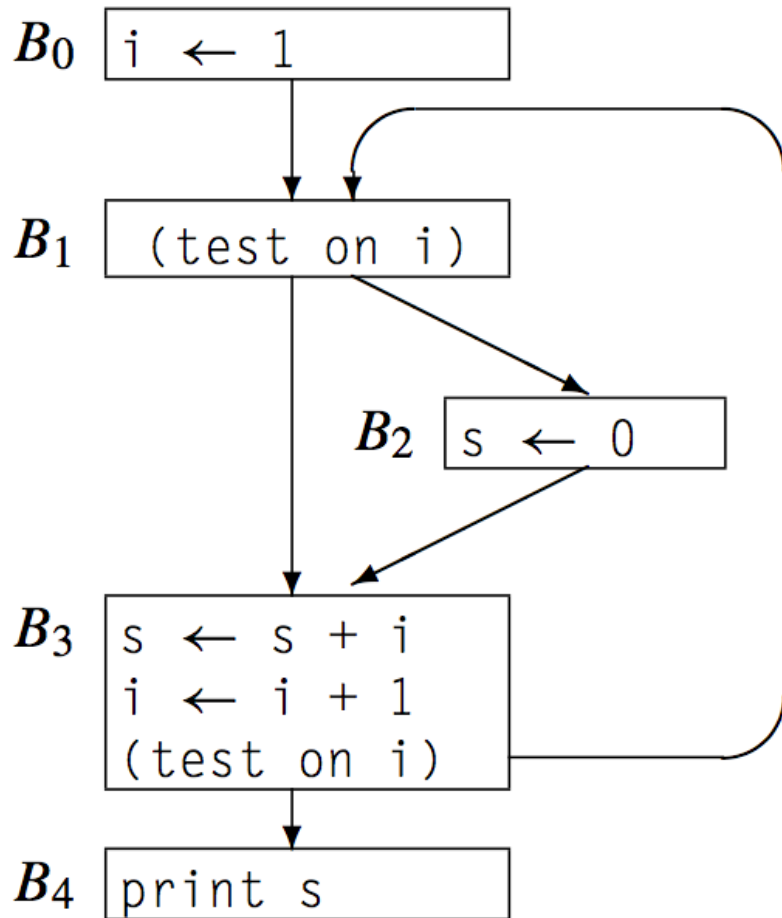 B0 i ← 1
B1 (test on i)
B2 s ← 0
B3 s ← s + i
i ← i + 1
(test on i)
B4 print s